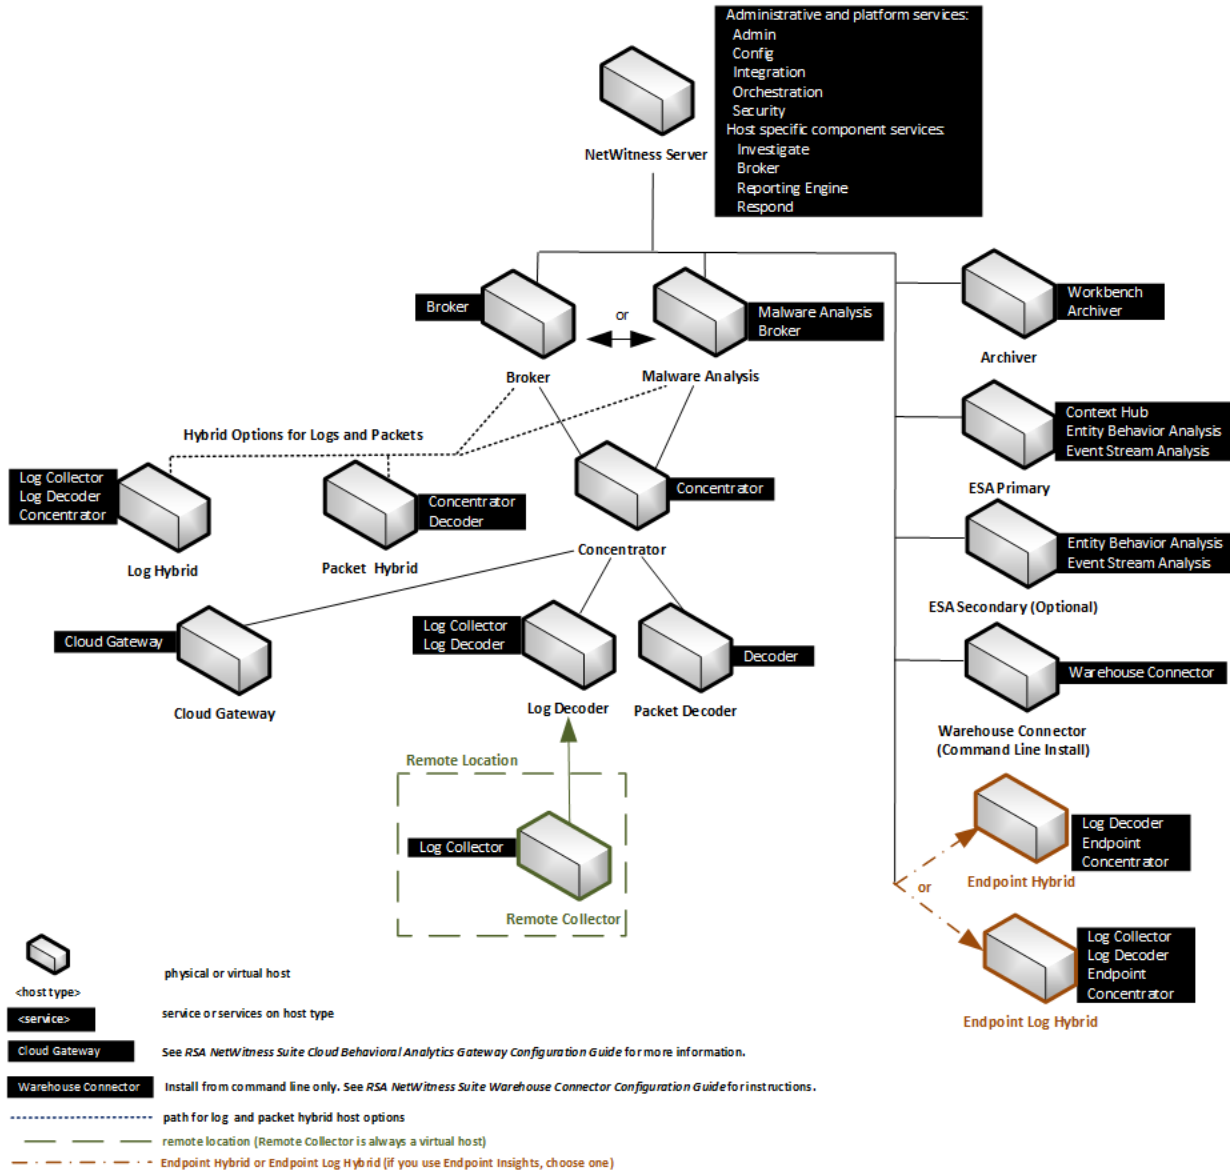 Administrative and platform services:
Admin
Config
Integration
Orchestration
Security
Host specific component services:
Investigate
Broker
Reporting Engine
Respond
NetWitness Server
Broker
or
Malware Analysis
Broker
Workbench
Archiver
Archiver
Broker
Malware Analysis
Hybrid Options for Logs and Packets
Context Hub
Entity Behavior Analysis
Event Stream Analysis
ESA Primary
Log Collector
Log Decoder
Concentrator
Log Hybrid
Concentrator
Decoder
Packet Hybrid
Concentrator
Concentrator
Entity Behavior Analysis
Event Stream Analysis
ESA Secondary (Optional)
Cloud Gateway
Cloud Gateway
Log Collector
Log Decoder
Log Decoder
Decoder
Packet Decoder
Warehouse Connector
Warehouse Connector
(Command Line Install)
Remote Location
Log Collector
Remote Collector
Log Decoder
Endpoint
Concentrator
Endpoint Hybrid
or
Log Collector
Log Decoder
Endpoint
Concentrator
Endpoint Log Hybrid
<host type>
physical or virtual host
<service>
service or services on host type
Cloud Gateway
See RSA NetWitness Suite Cloud Behavioral Analytics Gateway Configuration Guide for more information.
Warehouse Connector
Install from command line only. See RSA NetWitness Suite Warehouse Connector Configuration Guide for instructions.
path for log and packet hybrid host options
remote location (Remote Collector is always a virtual host)
Endpoint Hybrid or Endpoint Log Hybrid (if you use Endpoint Insights, choose one)